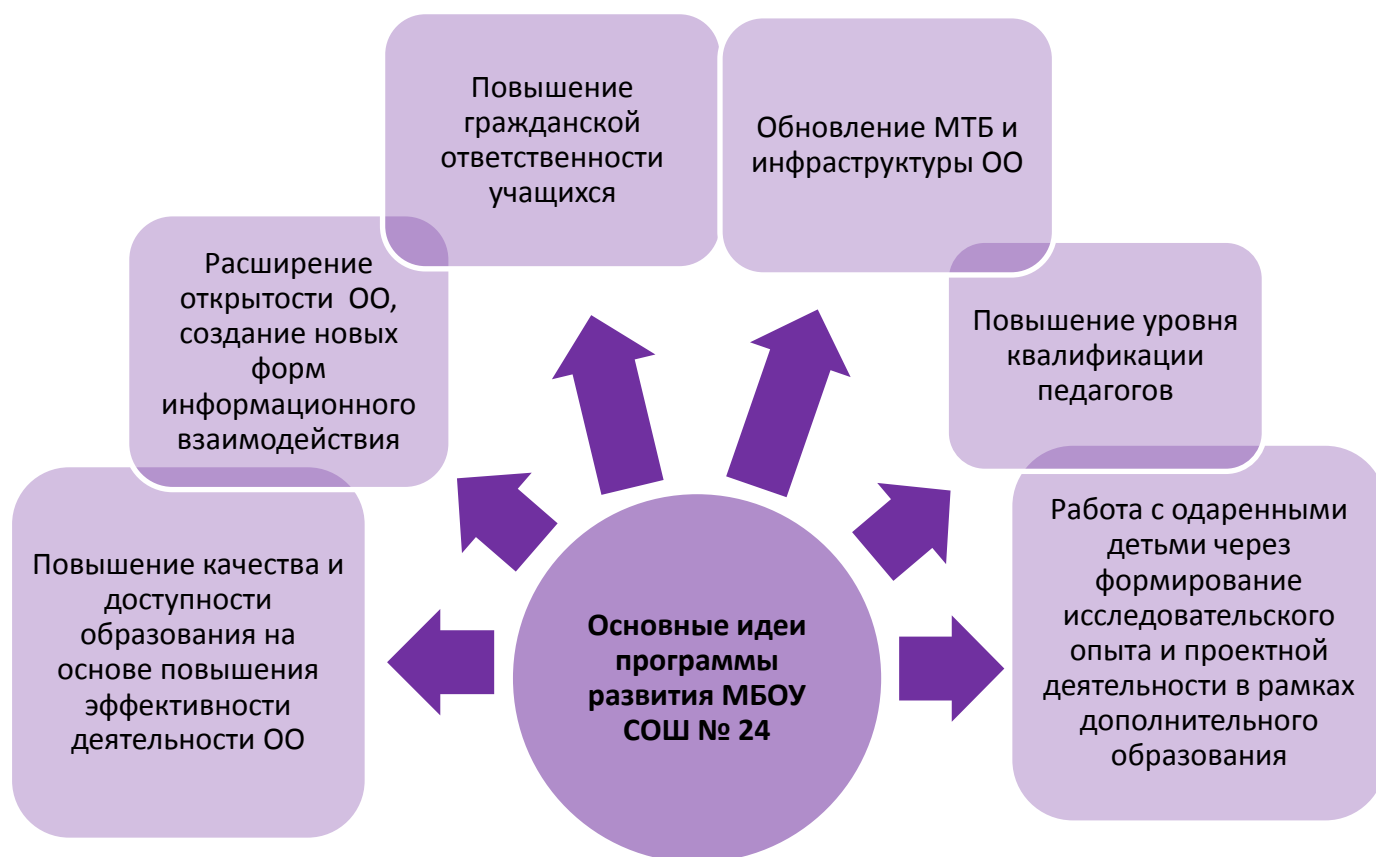 Повышение
гражданской
ответственности
учащихся
Обновление МТБ и
инфраструктуры ОО
Расширение
открытости ОО,
создание новых
форм
информационного
взаимодействия
Повышение уровня
квалификации
педагогов
Повышение качества и
доступности
образования на
основе повышения
эффективности
деятельности ОО
Основные идеи
программы
развития МБОУ
СОШ № 24
Работа с одаренными
детьми через
формирование
исследовательского
опыта и проектной
деятельности в рамках
дополнительного
образования